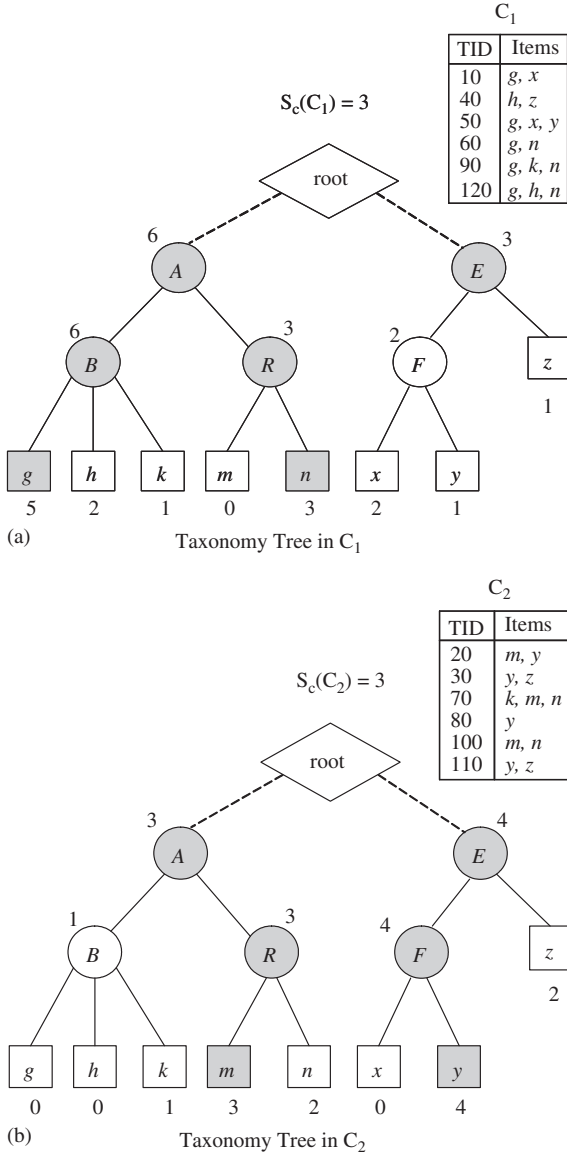 C1
TID Items
10 g, x
40 h, z
50 g, x, y
60 g, n
90 g, k, n
120 g, h, n
Sc(C1) = 3
root
6 3
A E
6 3 2
B R F z
1
g h k m n x y
5 2 1 0 3 2 1
(a)
Taxonomy Tree in C1
C2
TID Items
20 m, y
30 y, z
70 k, m, n
80 y
100 m, n
110 y, z
Sc(C2) = 3
root
3 4
A E
1 3 4
B R F z
2
g h k m n x y
0 0 1 3 2 0 4
(b)
Taxonomy Tree in C2